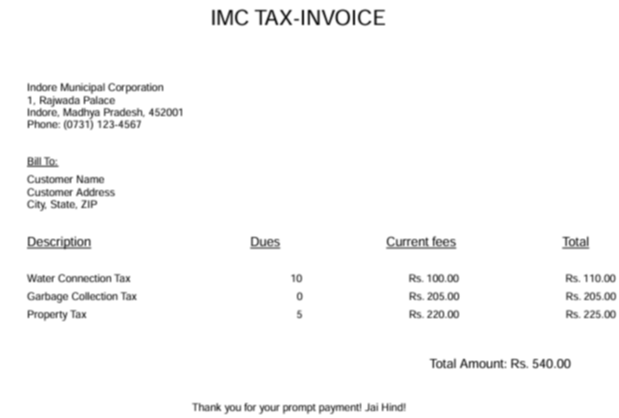 IMC TAX-INVOICE
Indore Municipal Corporation
1, Rajwada Palace
Indore, Madhya Pradesh, 452001
Phone: (0731) 123-4567
Bill To:
Customer Name
Customer Address
City, State, ZIP
Description Dues Current fees Total
Water Connection Tax 10 Rs. 100.00 Rs. 110.00
Garbage Collection Tax 0 Rs. 205.00 Rs. 205.00
Property Tax 5 Rs. 220.00 Rs. 225.00
Total Amount: Rs. 540.00
Thank you for your prompt payment! Jai Hind!